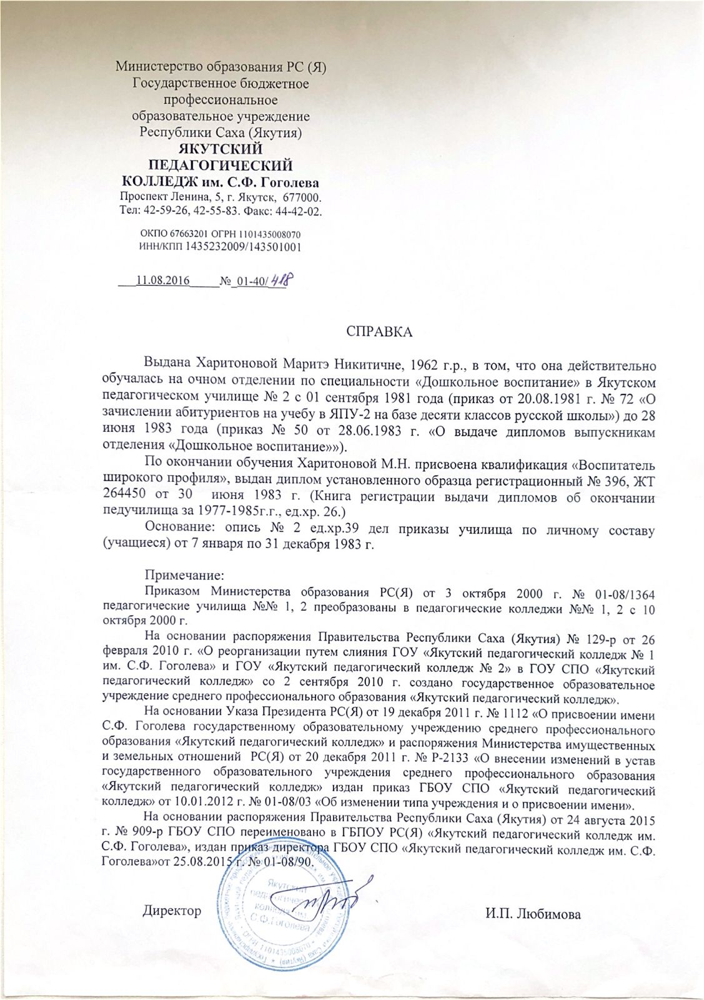 Министерство образования РС (Я)
Государственное бюджетное
профессиональное
образовательное учреждение
Республики Саха (Якутия)
ЯКУТСКИЙ
ПЕДАГОГИЧЕСКИЙ
КОЛЛЕДЖ им. С.Ф. Гоголева
Проспект Ленина, 5, г. Якутск, 677000.
Тел: 42-59-26, 42-55-83. Факс: 44-42-02.
ОКПО 67663201 ОГРН 1101435008070
ИНН/КПП 1435232009/143501001
___11.08.2016_____№_01-40/418
СПРАВКА
Выдана Харитоновой Маритэ Никитичне, 1962 г.р., в том, что она действительно
обучалась на очном отделении по специальности «Дошкольное воспитание» в Якутском
педагогическом училище № 2 с 01 сентября 1981 года (приказ от 20.08.1981 г. № 72 «О
зачислении абитуриентов на учебу в ЯПУ-2 на базе десяти классов русской школы») до 28
июня 1983 года (приказ № 50 от 28.06.1983 г. «О выдаче дипломов выпускникам
отделения «Дошкольное воспитание»»).
По окончании обучения Харитоновой М.Н. присвоена квалификация «Воспитатель
широкого профиля», выдан диплом установленного образца регистрационный № 396, ЖТ
264450 от 30 июня 1983 г. (Книга регистрации выдачи дипломов об окончании
педучилища за 1977-1985г.г., ед.хр. 26.)
Основание: опись № 2 ед.хр.39 дел приказы училища по личному составу
(учащиеся) от 7 января по 31 декабря 1983 г.
Примечание:
Приказом Министерства образования РС(Я) от 3 октября 2000 г. № 01-08/1364
педагогические училища №№ 1, 2 преобразованы в педагогические колледжи №№ 1, 2 с 10
октября 2000 г.
На основании распоряжения Правительства Республики Саха (Якутия) № 129-р от 26
февраля 2010 г. «О реорганизации путем слияния ГОУ «Якутский педагогический колледж № 1
им. С.Ф. Гоголева» и ГОУ «Якутский педагогический колледж № 2» в ГОУ СПО «Якутский
педагогический колледж» со 2 сентября 2010 г. создано государственное образовательное
учреждение среднего профессионального образования «Якутский педагогический колледж».
На основании Указа Президента РС(Я) от 19 декабря 2011 г. № 1112 «О присвоении имени
С.Ф. Гоголева государственному образовательному учреждению среднего профессионального
образования «Якутский педагогический колледж» и распоряжения Министерства имущественных
и земельных отношений РС(Я) от 20 декабря 2011 г. № Р-2133 «О внесении изменений в устав
государственного образовательного учреждения среднего профессионального образования
«Якутский педагогический колледж» издан приказ ГБОУ СПО «Якутский педагогический
колледж» от 10.01.2012 г. № 01-08/03 «Об изменении типа учреждения и о присвоении имени».
На основании распоряжения Правительства Республики Саха (Якутия) от 24 августа 2015
г. № 909-р ГБОУ СПО переименовано в ГБПОУ РС(Я) «Якутский педагогический колледж им.
С.Ф. Гоголева», издан приказ директора ГБОУ СПО «Якутский педагогический колледж им. С.Ф.
Гоголева»от 25.08.2015 г. № 01-08/90.
Якутский
педагогический
колледж им.
С.Ф.Гоголева
ОГРН 1101435008070
Директор И.П. Любимова